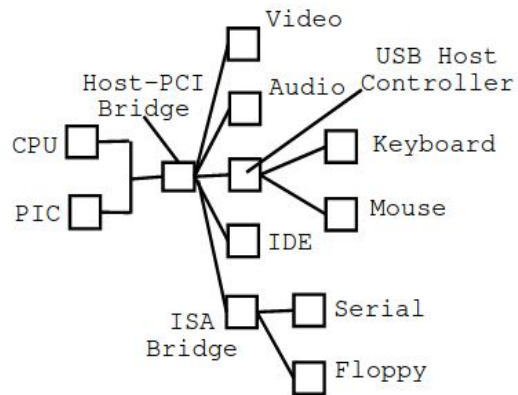 Video
USB Host
Controller
Host-PCI
Bridge
Audio
CPU
Keyboard
PIC
Mouse
IDE
ISA
Bridge
Serial
Floppy